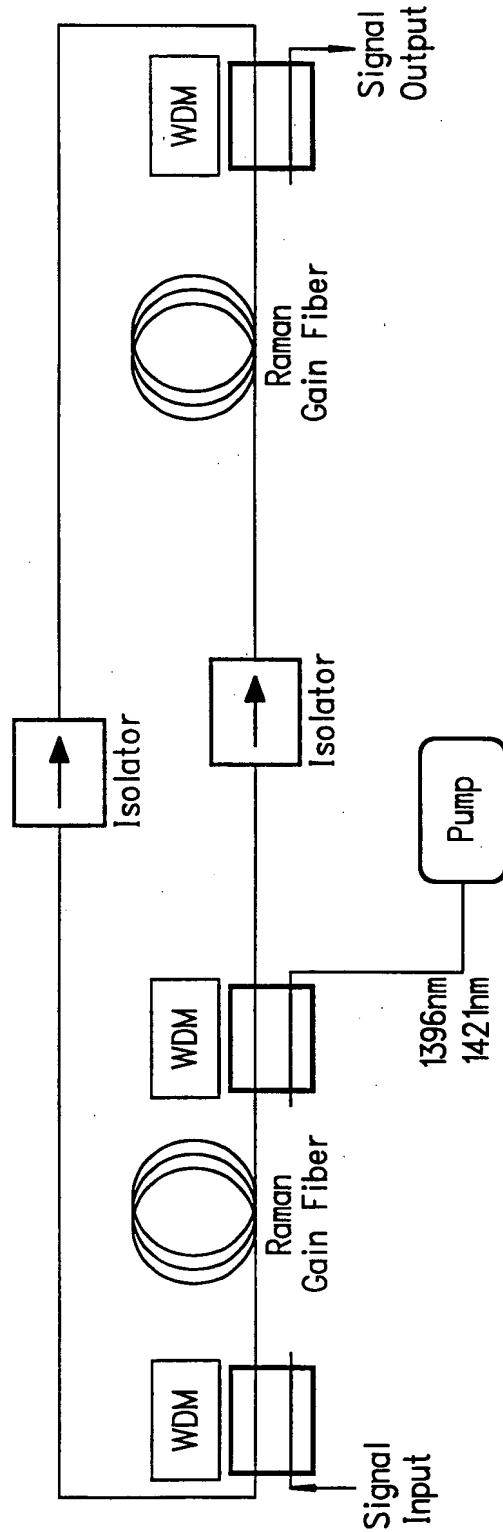 Isolator
WDM
WDM
WDM
Raman
Gain Fiber
Isolator
Raman
Gain Fiber
Signal
Input
1396nm
1421nm
Pump
Signal
Output